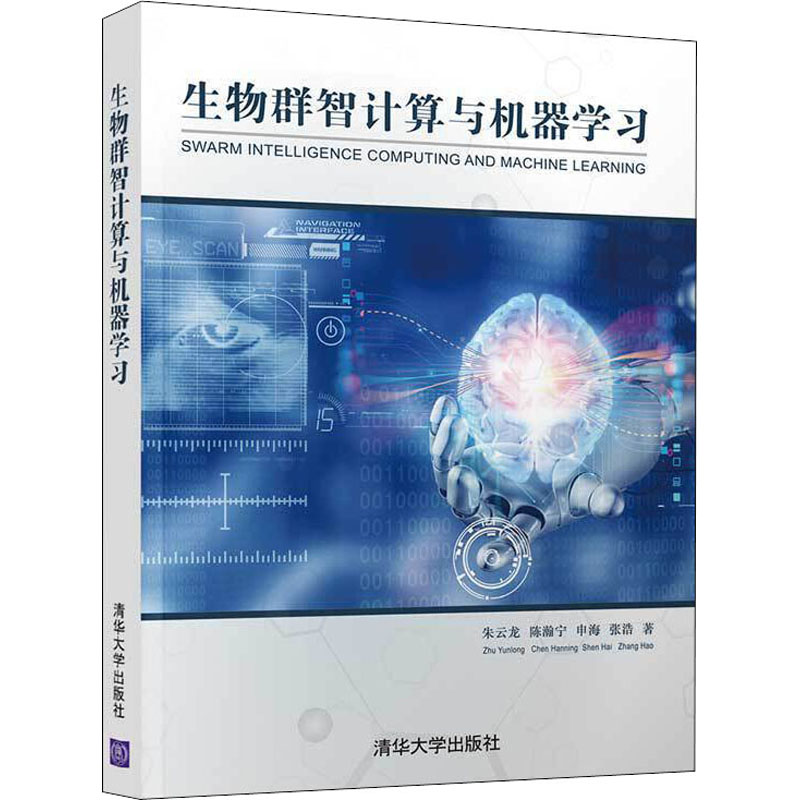 生物群智计算与机器学习
SWARM INTELLIGENCE COMPUTING AND MACHINE LEARNING
生物群智计算与机器学习
清华大学出版社
NAVIGATION
INTERFACE
EYE SCAN
WARNING
15
朱云龙 陈瀚宁 申海 张浩 著
Zhu Yunlong Chen Hanning Shen Hai Zhang Hao
清华大学出版社